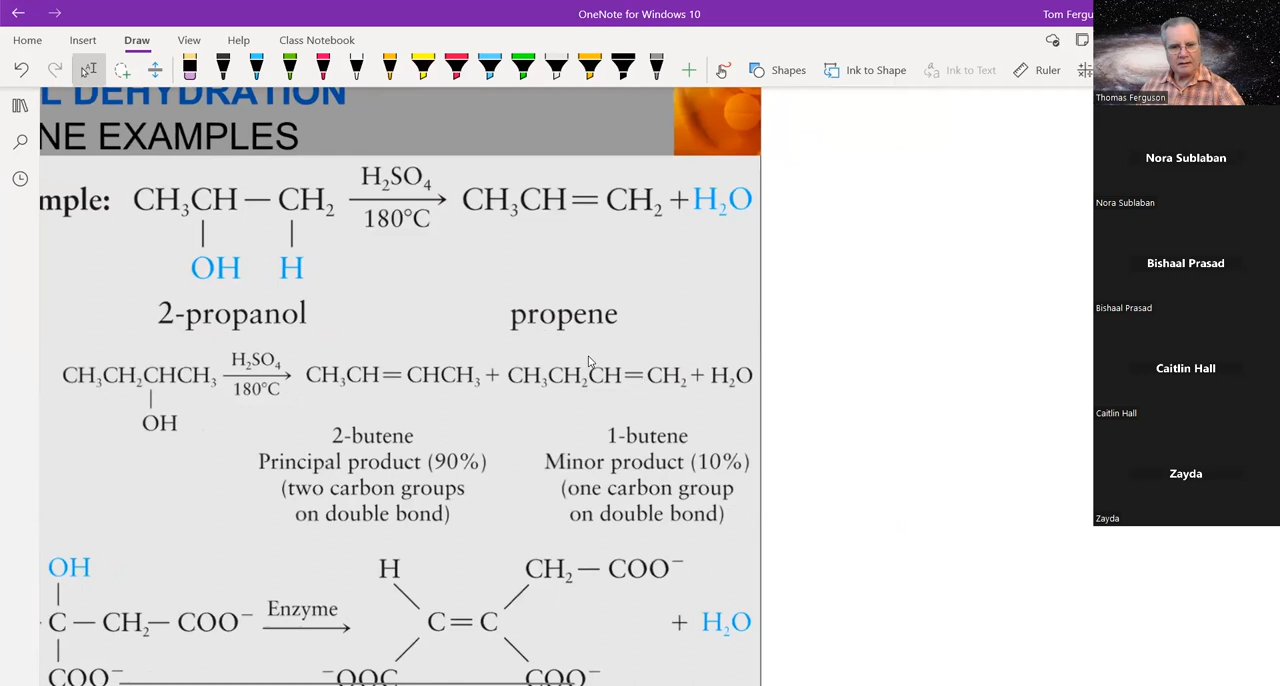 OneNote for Windows 10
Tom Fergu
Home Insert Draw View Help Class Notebook
Shapes Ink to Shape Ink to Text Ruler
L DEHYDRATION
NE EXAMPLES
mple: CH₃CH — CH₂ H₂SO₄ 180°C CH₃CH = CH₂ + H₂O
OH H
2-propanol propene
CH₃CH₂CHCH₃ H₂SO₄ 180°C CH₃CH = CHCH₃ + CH₃CH₂CH = CH₂ + H₂O
OH
2-butene
Principal product (90%)
(two carbon groups
on double bond)
1-butene
Minor product (10%)
(one carbon group
on double bond)
OH
C — CH₂ — COO⁻ Enzyme
COO⁻
H CH₂ — COO⁻
C = C + H₂O
⁻OOC COO⁻
Thomas Ferguson
Nora Sublaban
Nora Sublaban
Bishaal Prasad
Bishaal Prasad
Caitlin Hall
Caitlin Hall
Zayda
Zayda